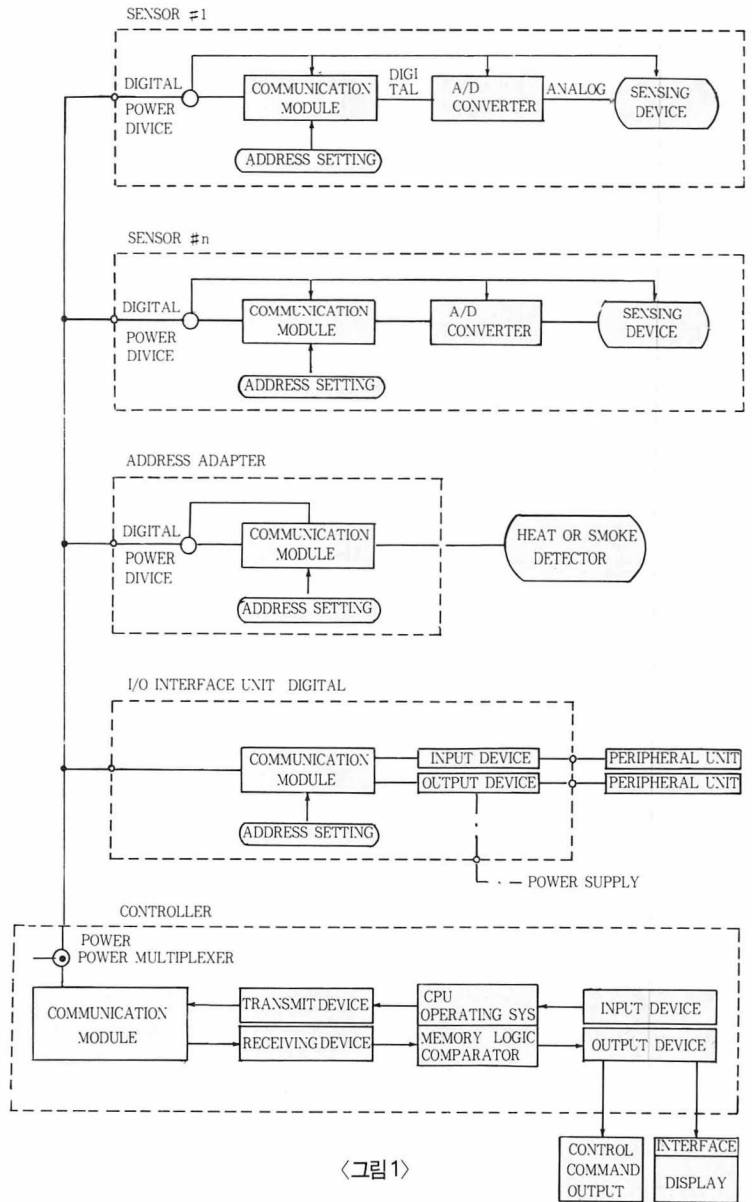 SENSOR #1
DIGITAL
POWER
DIVICE
COMMUNICATION
MODULE
DIGI
TAL
A/D
CONVERTER
ANALOG
SENSING
DEVICE
ADDRESS SETTING
SENSOR #n
DIGITAL
POWER
DIVICE
COMMUNICATION
MODULE
A/D
CONVERTER
SENSING
DEVICE
ADDRESS SETTING
ADDRESS ADAPTER
DIGITAL
POWER
DIVICE
COMMUNICATION
MODULE
HEAT OR SMOKE
DETECTOR
ADDRESS SETTING
I/O INTERFACE UNIT DIGITAL
COMMUNICATION
MODULE
INPUT DEVICE
PERIPHERAL UNIT
OUTPUT DEVICE
PERIPHERAL UNIT
ADDRESS SETTING
POWER SUPPLY
CONTROLLER
POWER
POWER MULTIPLEXER
COMMUNICATION
MODULE
TRANSMIT DEVICE
RECEIVING DEVICE
CPU
OPERATING SYS
MEMORY LOGIC
COMPARATOR
INPUT DEVICE
OUTPUT DEVICE
CONTROL
COMMAND
OUTPUT
INTERFACE
DISPLAY
〈그림1〉